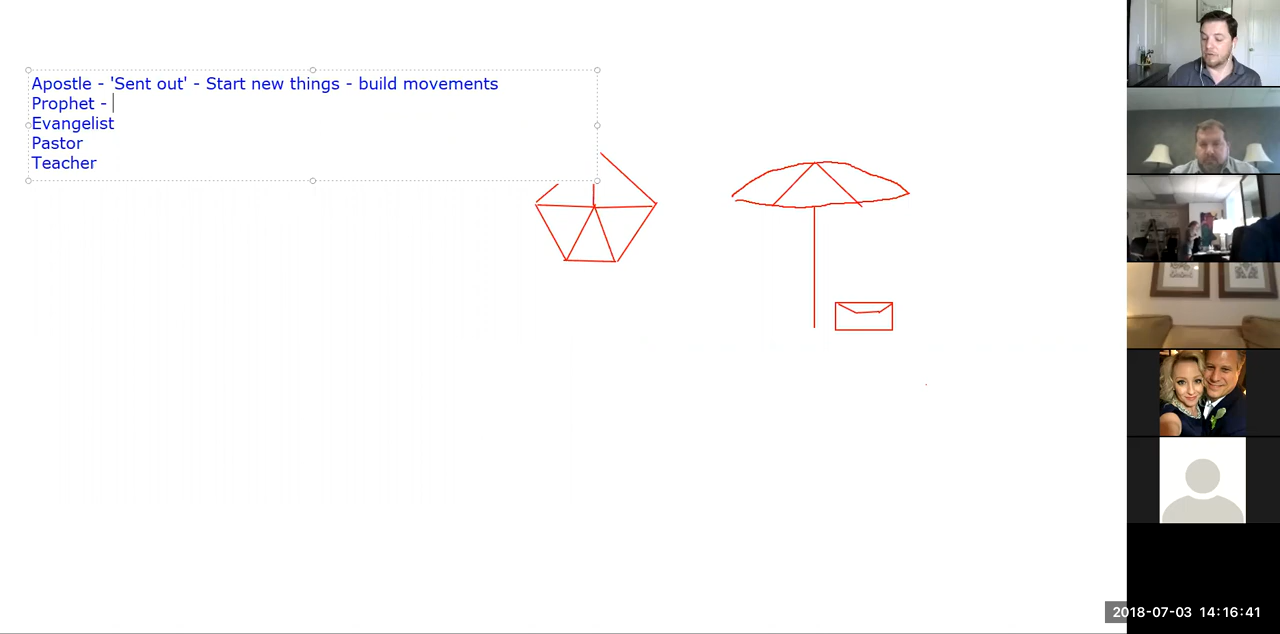 Apostle - 'Sent out' - Start new things - build movements
Prophet -
Evangelist
Pastor
Teacher
2018-07-03 14:16:41